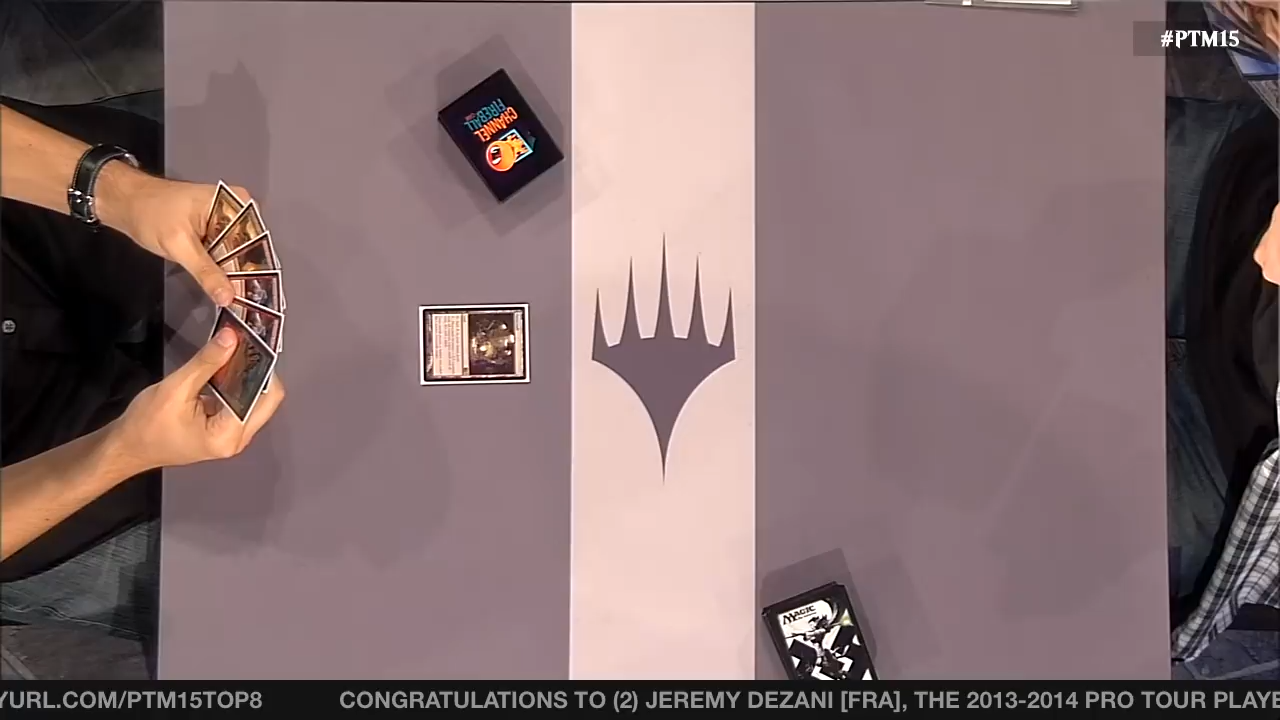 #PTM15
CHANNEL
FIREBALL
MAGIC
YURL.COM/PTM15TOP8 CONGRATULATIONS TO (2) JEREMY DEZANI [FRA], THE 2013-2014 PRO TOUR PLAYE